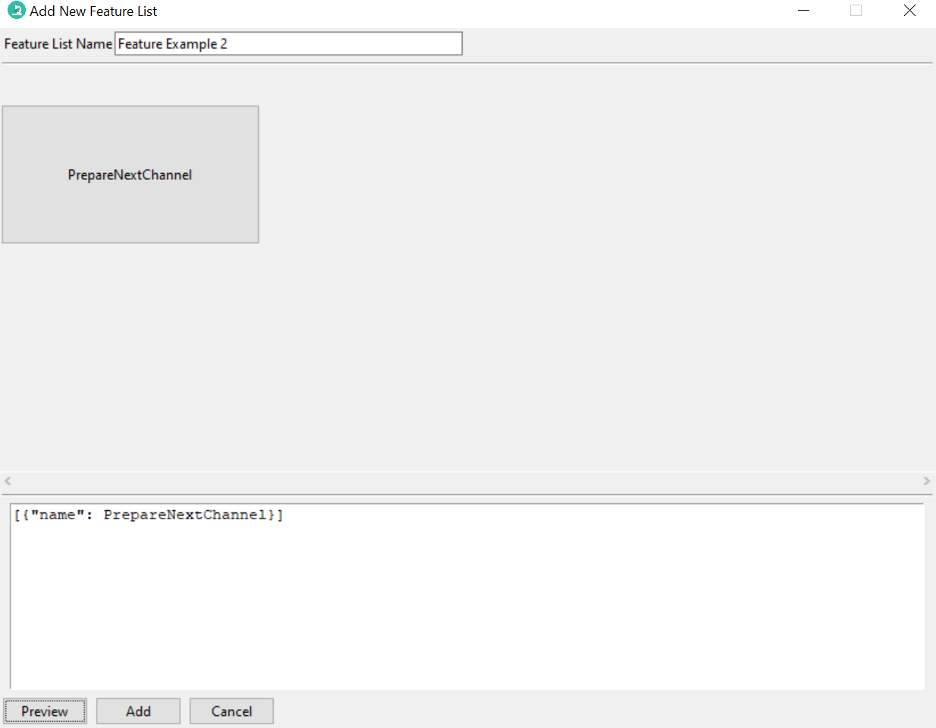 Add New Feature List
Feature List Name Feature Example 2
PrepareNextChannel
[{"name": PrepareNextChannel}]
Preview Add Cancel